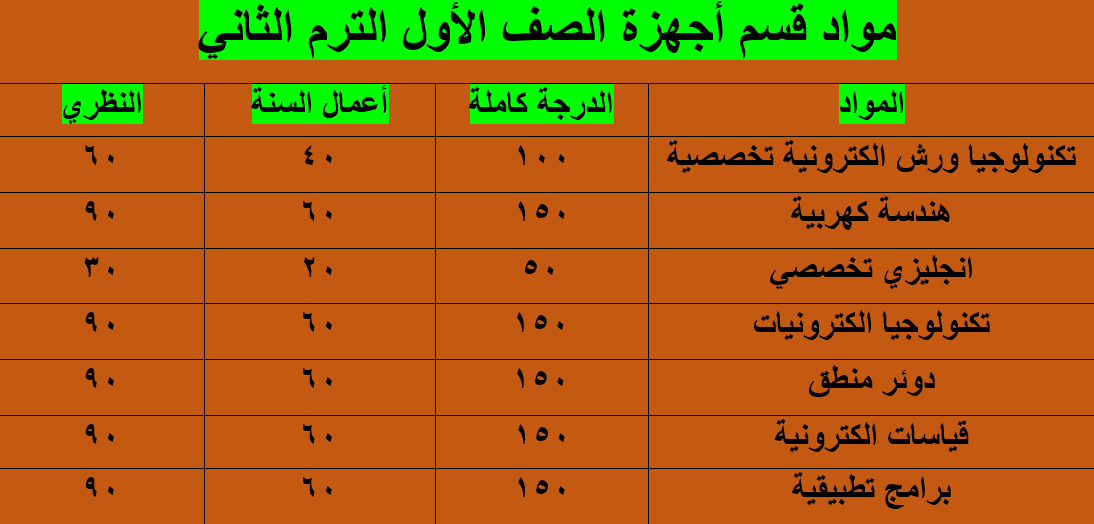 مواد قسم أجهزة الصف الأول الترم الثاني
المواد الدرجة كاملة أعمال السنة النظري
تكنولوجيا ورش الكترونية تخصصية ١٠٠ ٤٠ ٦٠
هندسة كهربية ١٥٠ ٦٠ ٩٠
انجليزي تخصصي ٥٠ ٢٠ ٣٠
تكنولوجيا الكترونيات ١٥٠ ٦٠ ٩٠
دوئر منطق ١٥٠ ٦٠ ٩٠
قياسات الكترونية ١٥٠ ٦٠ ٩٠
برامج تطبيقية ١٥٠ ٦٠ ٩٠